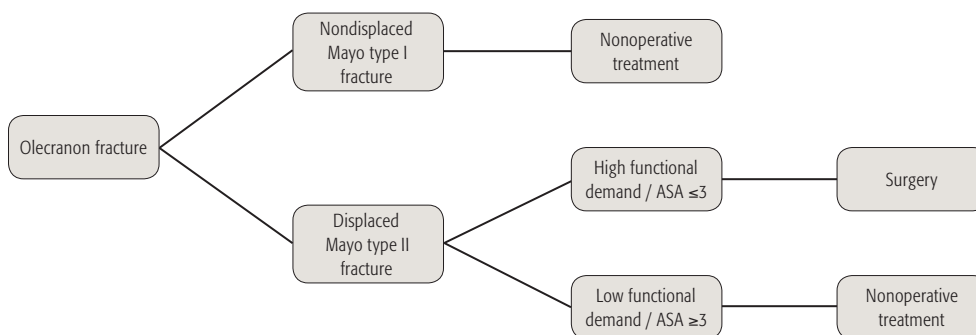 Nondisplaced
Mayo type I
fracture
Nonoperative
treatment
Olecranon fracture
High functional
demand / ASA ≤3
Surgery
Displaced
Mayo type II
fracture
Low functional
demand / ASA ≥3
Nonoperative
treatment